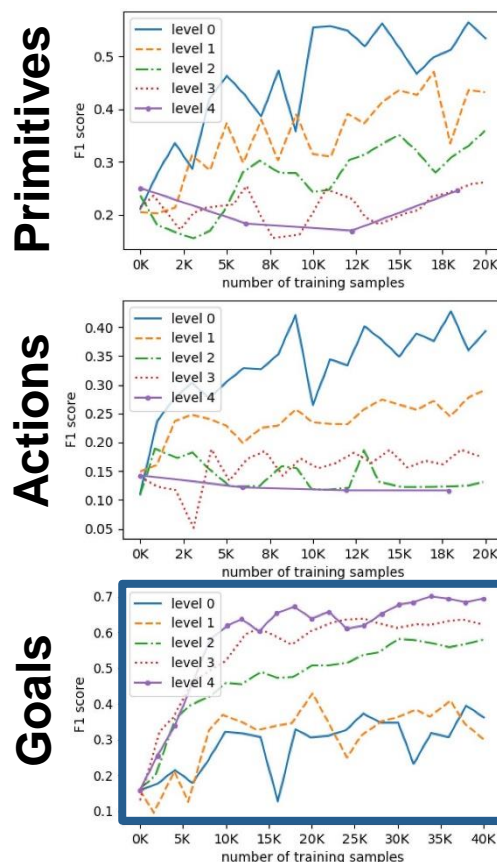 Primitives
F1 score
0.5
0.4
0.3
0.2
level 0
level 1
level 2
level 3
level 4
0K 2K 5K 8K 10K 12K 15K 18K 20K
number of training samples
Actions
F1 score
0.40
0.35
0.30
0.25
0.20
0.15
0.10
0.05
level 0
level 1
level 2
level 3
level 4
0K 2K 5K 8K 10K 12K 15K 18K 20K
number of training samples
Goals
F1 score
0.7
0.6
0.5
0.4
0.3
0.2
0.1
level 0
level 1
level 2
level 3
level 4
0K 5K 10K 15K 20K 25K 30K 35K 40K
number of training samples